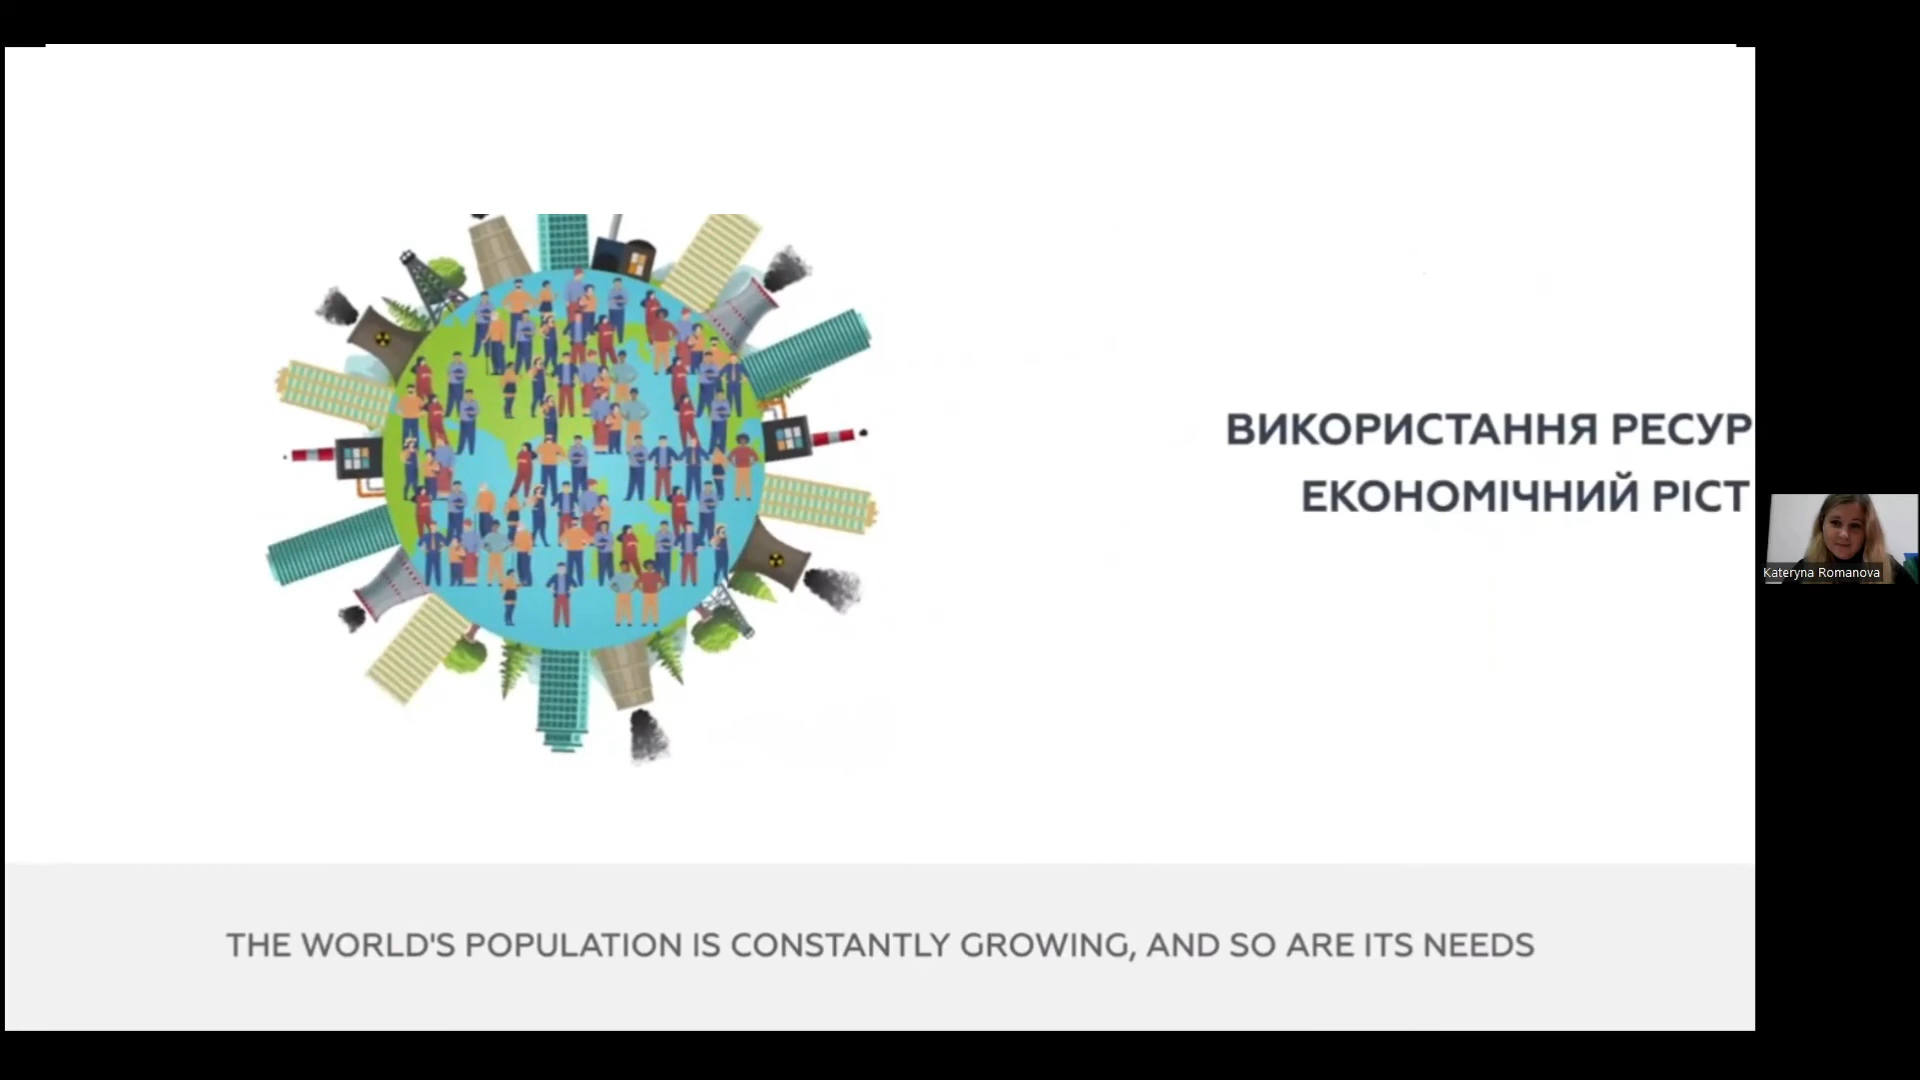 ВИКОРИСТАННЯ РЕСУР
ЕКОНОМІЧНИЙ РІСТ
Kateryna Romanova
THE WORLD'S POPULATION IS CONSTANTLY GROWING, AND SO ARE ITS NEEDS